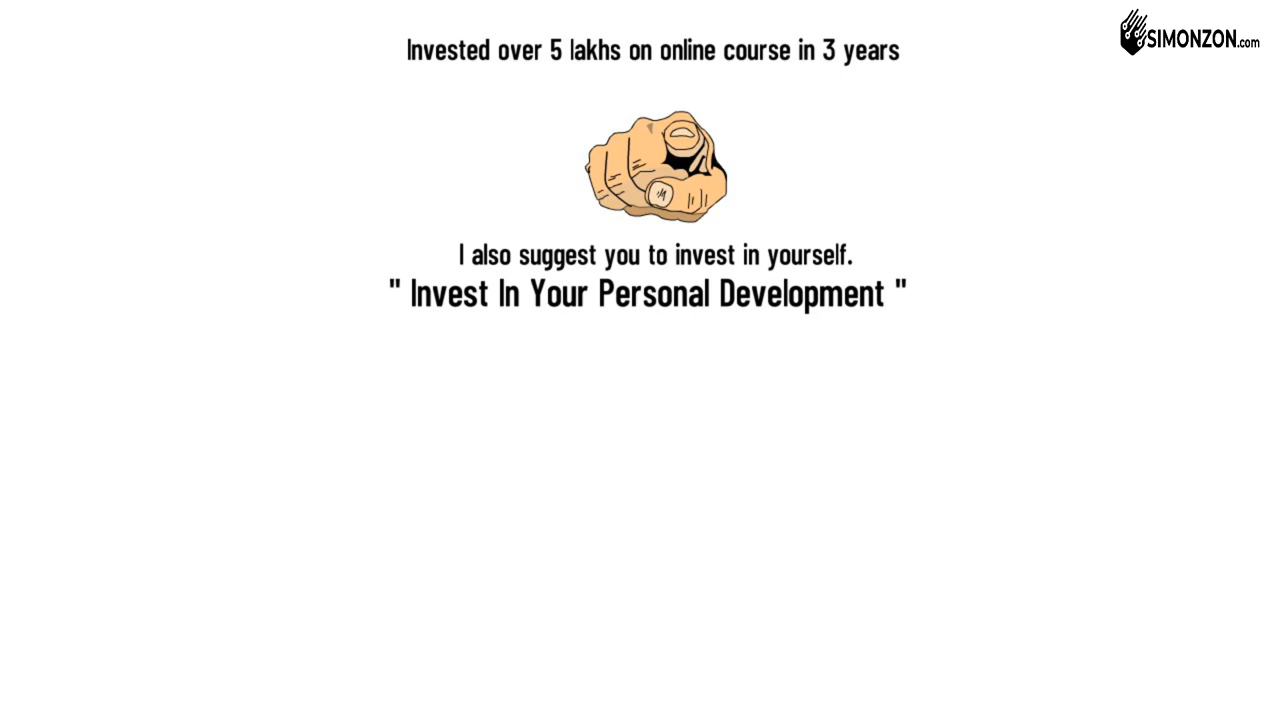 Invested over 5 lakhs on online course in 3 years
SIMONZON.com
I also suggest you to invest in yourself.
" Invest In Your Personal Development "